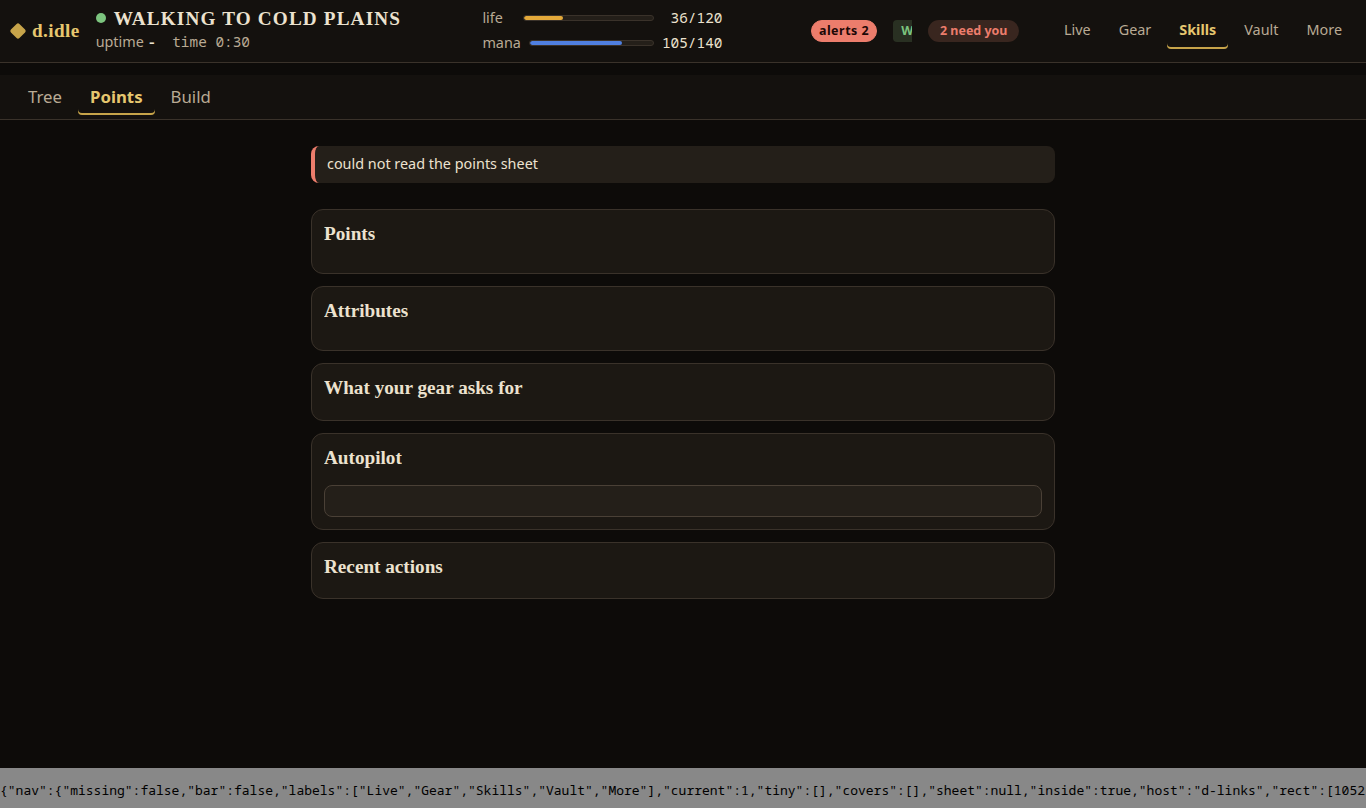 d.idle
WALKING TO COLD PLAINS
uptime - time 0:30
life 36/120
mana 105/140
alerts 2
W
2 need you
Live Gear Skills Vault More
Tree Points Build
could not read the points sheet
Points
Attributes
What your gear asks for
Autopilot
Recent actions
{"nav":{"missing":false,"bar":false,"labels":["Live","Gear","Skills","Vault","More"],"current":1,"tiny":[],"covers":[],"sheet":null,"inside":true,"host":"d-links","rect":[1052